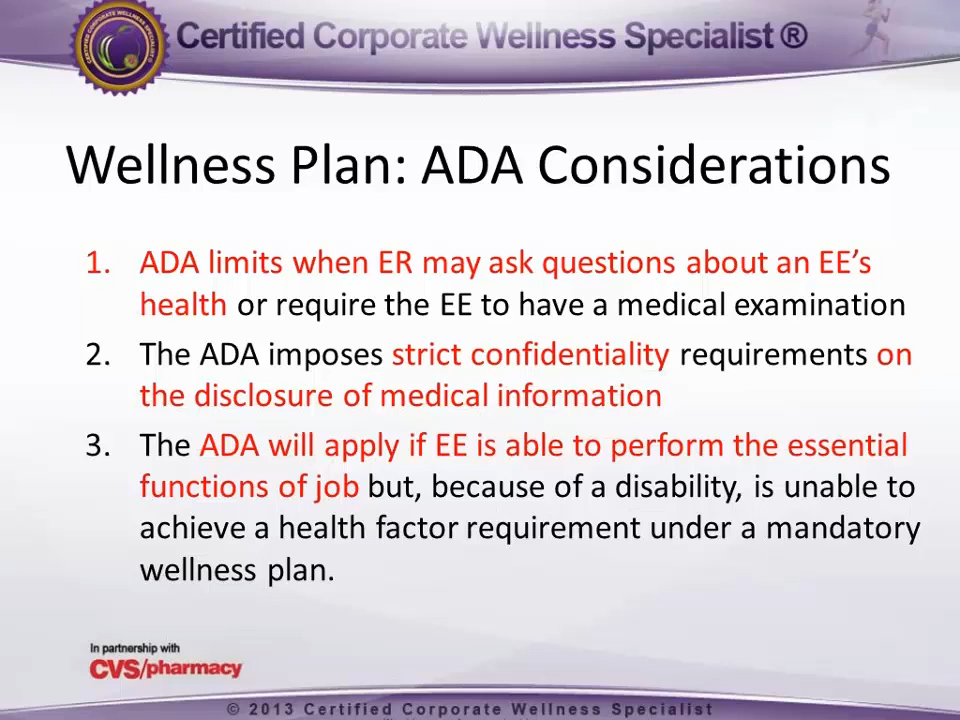 Certified Corporate Wellness Specialist ®
Wellness Plan: ADA Considerations
1. ADA limits when ER may ask questions about an EE’s
health or require the EE to have a medical examination
2. The ADA imposes strict confidentiality requirements on
the disclosure of medical information
3. The ADA will apply if EE is able to perform the essential
functions of job but, because of a disability, is unable to
achieve a health factor requirement under a mandatory
wellness plan.
In partnership with
CVS/pharmacy
© 2013 Certified Corporate Wellness Specialist